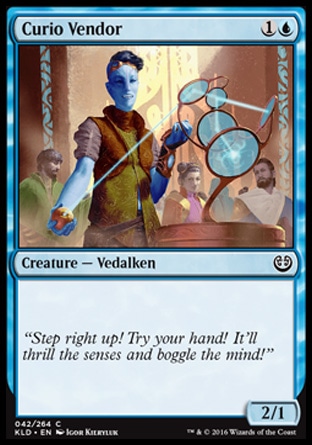 Curio Vendor 1
Creature — Vedalken
“Step right up! Try your hand! It’ll
thrill the senses and boggle the mind!”
042/264 C
KLD • EN Igor Kieryluk
™ & © 2016 Wizards of the Coast
2/1